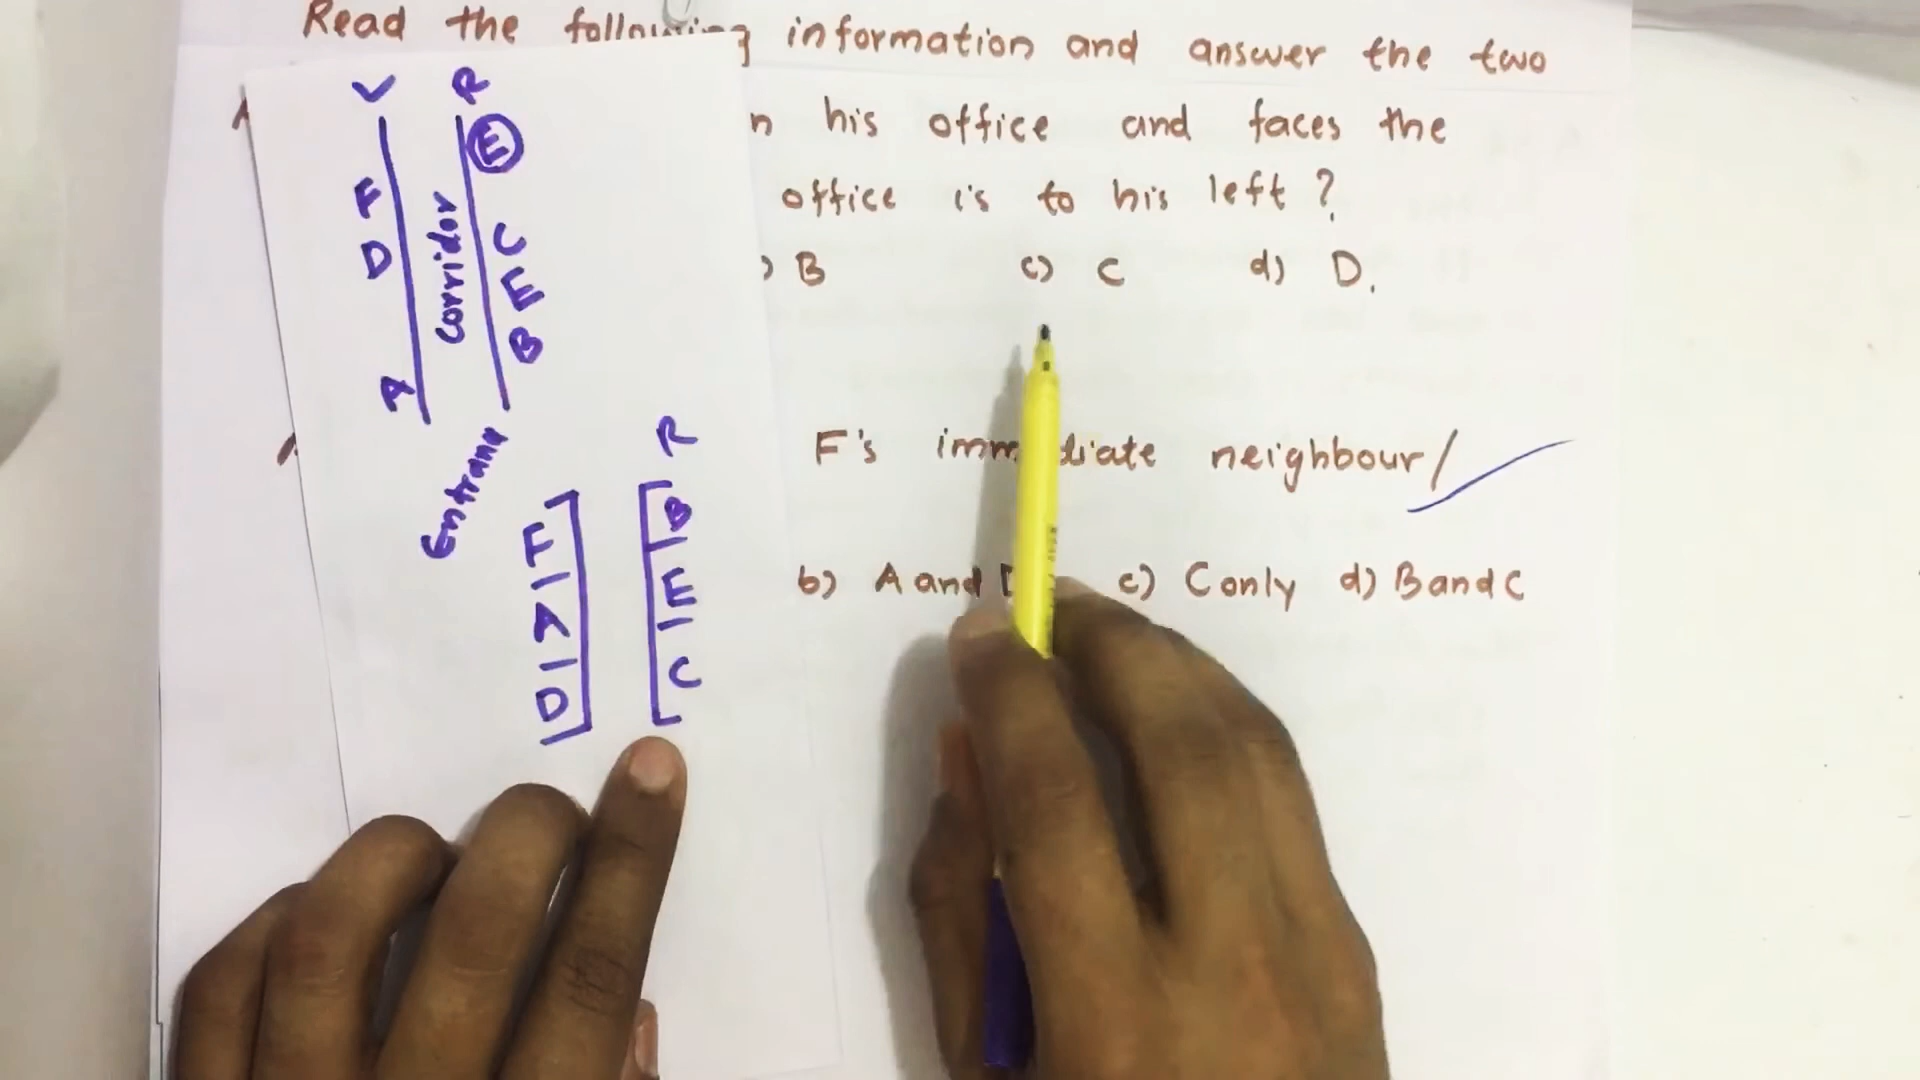 Read the following information and answer the two
n his office and faces the
office is to his left ?
) B c) C d) D.
F's immediate neighbour/
b) A and c) C only d) B and C
L R
E
F
D corridor C
E
B
A
Entrann
R
F B
A E
D C